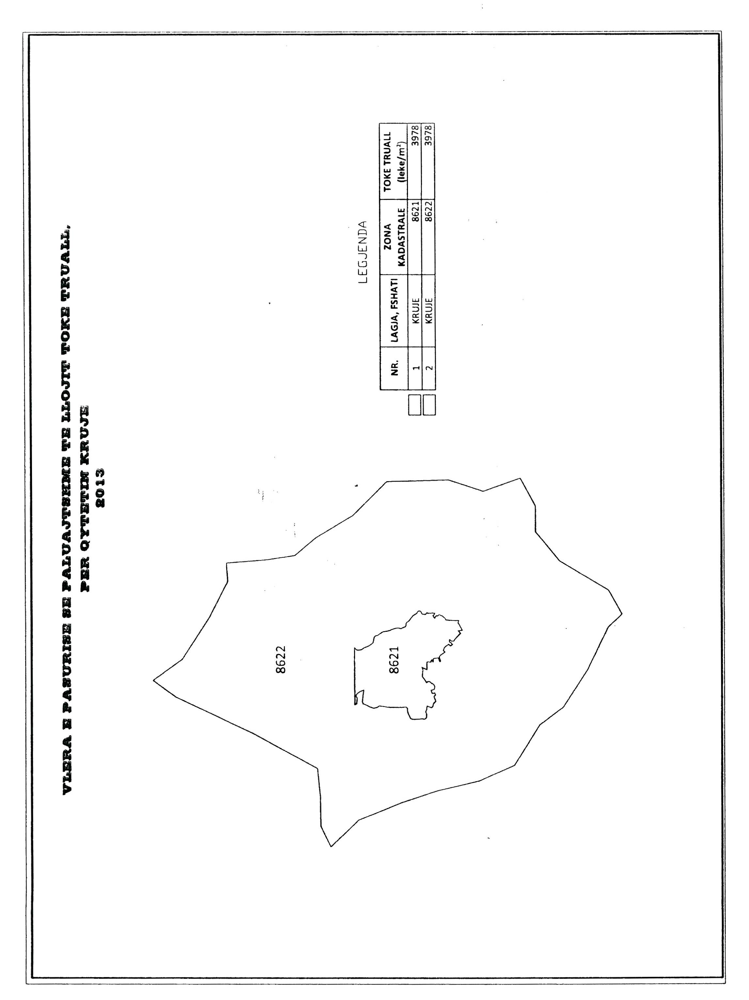 VLERA E PASURISE SE PALUAJTSHME TE LLOJIT TOKE TRUALL,
PER QYTETIN KRUJE
2013
LEGJENDA
NR. LAGJA, FSHATI ZONA KADASTRALE TOKE TRUALL (leke/m²)
1 KRUJE 8621 3978
2 KRUJE 8622 3978
8622
8621